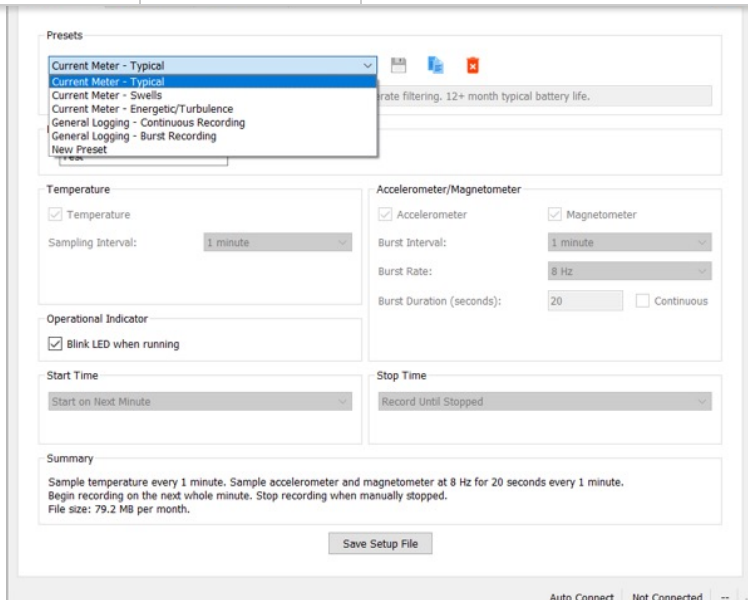 Presets
Current Meter - Typical
Current Meter - Typical
Current Meter - Swells
Current Meter - Energetic/Turbulence
General Logging - Continuous Recording
General Logging - Burst Recording
New Preset
erate filtering. 12+ month typical battery life.
Temperature
Temperature
Sampling Interval: 1 minute
Accelerometer/Magnetometer
Accelerometer Magnetometer
Burst Interval: 1 minute
Burst Rate: 8 Hz
Burst Duration (seconds): 20 Continuous
Operational Indicator
Blink LED when running
Start Time
Start on Next Minute
Stop Time
Record Until Stopped
Summary
Sample temperature every 1 minute. Sample accelerometer and magnetometer at 8 Hz for 20 seconds every 1 minute.
Begin recording on the next whole minute. Stop recording when manually stopped.
File size: 79.2 MB per month.
Save Setup File
Auto Connect Not Connected --